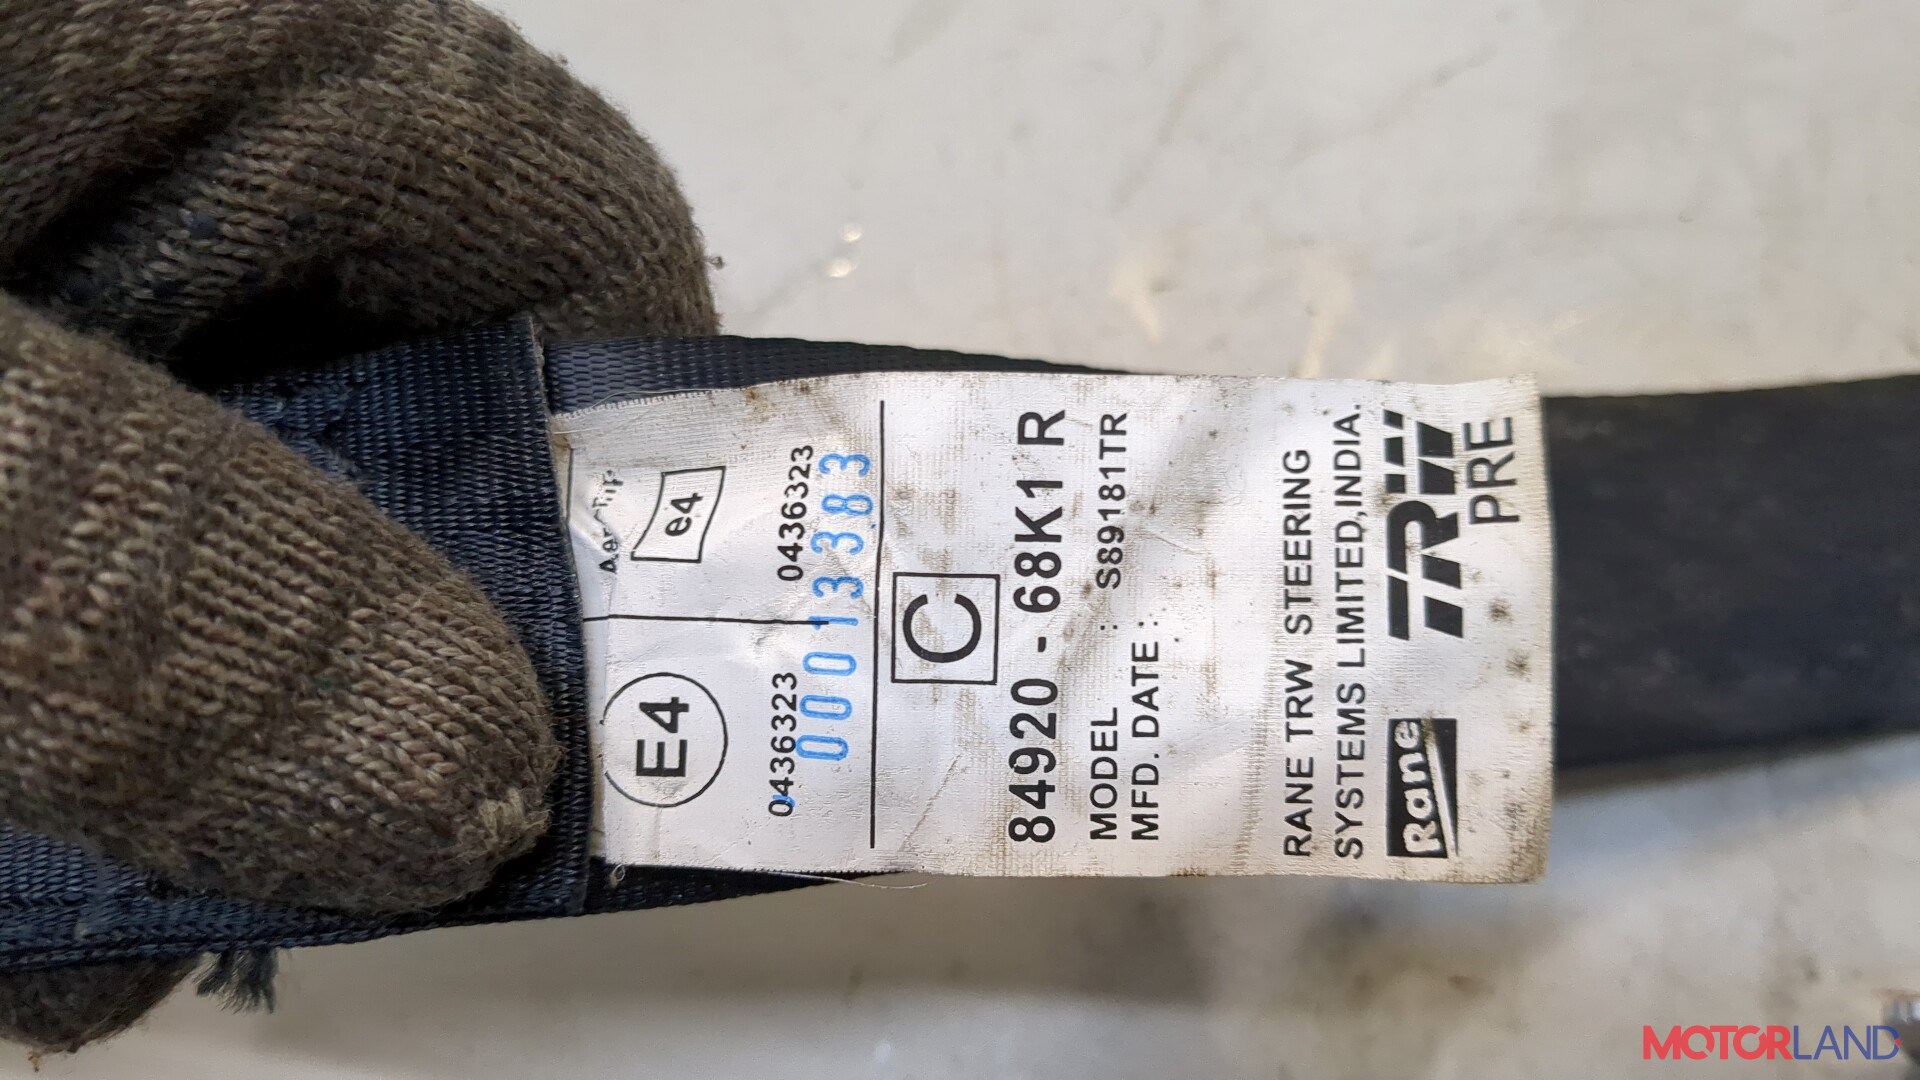 E4
e4
0436323
0436323
00013383
C
84920 - 68K1 R
MODEL : S89181TR
MFD. DATE :
RANE TRW STEERING
SYSTEMS LIMITED,INDIA.
Rane
TRW
PRE
MOTORLAND